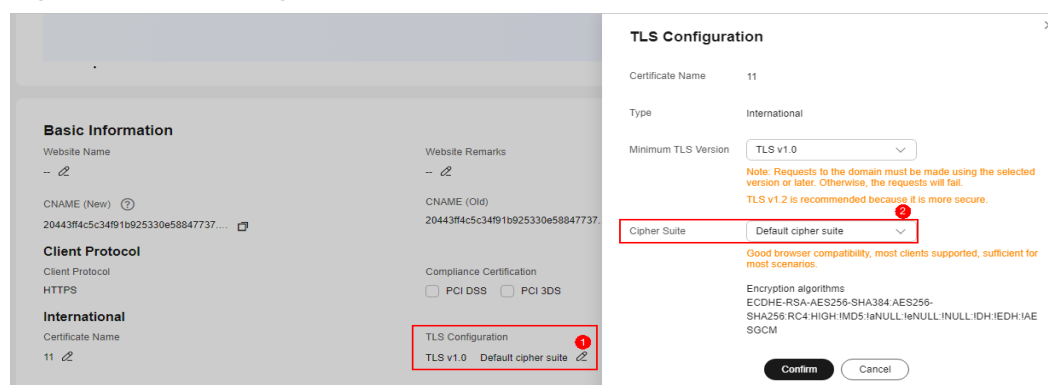 Basic Information
Website Name
Website Remarks
--
--
CNAME (New) ?
CNAME (Old)
20443ff4c5c34f91b925330e58847737....
20443ff4c5c34f91b925330e58847737.
Client Protocol
Client Protocol
Compliance Certification
HTTPS
PCI DSS
PCI 3DS
International
Certificate Name
TLS Configuration
1
11
TLS v1.0 Default cipher suite
TLS Configuration
Certificate Name 11
Type International
Minimum TLS Version TLS v1.0
Note: Requests to the domain must be made using the selected
version or later. Otherwise, the requests will fail.
TLS v1.2 is recommended because it is more secure.
2
Cipher Suite Default cipher suite
Good browser compatibility, most clients supported, sufficient for
most scenarios.
Encryption algorithms
ECDHE-RSA-AES256-SHA384:AES256-
SHA256:RC4:HIGH:!MD5:!aNULL:!eNULL:!NULL:!DH:!EDH:!AE
SGCM
Confirm Cancel